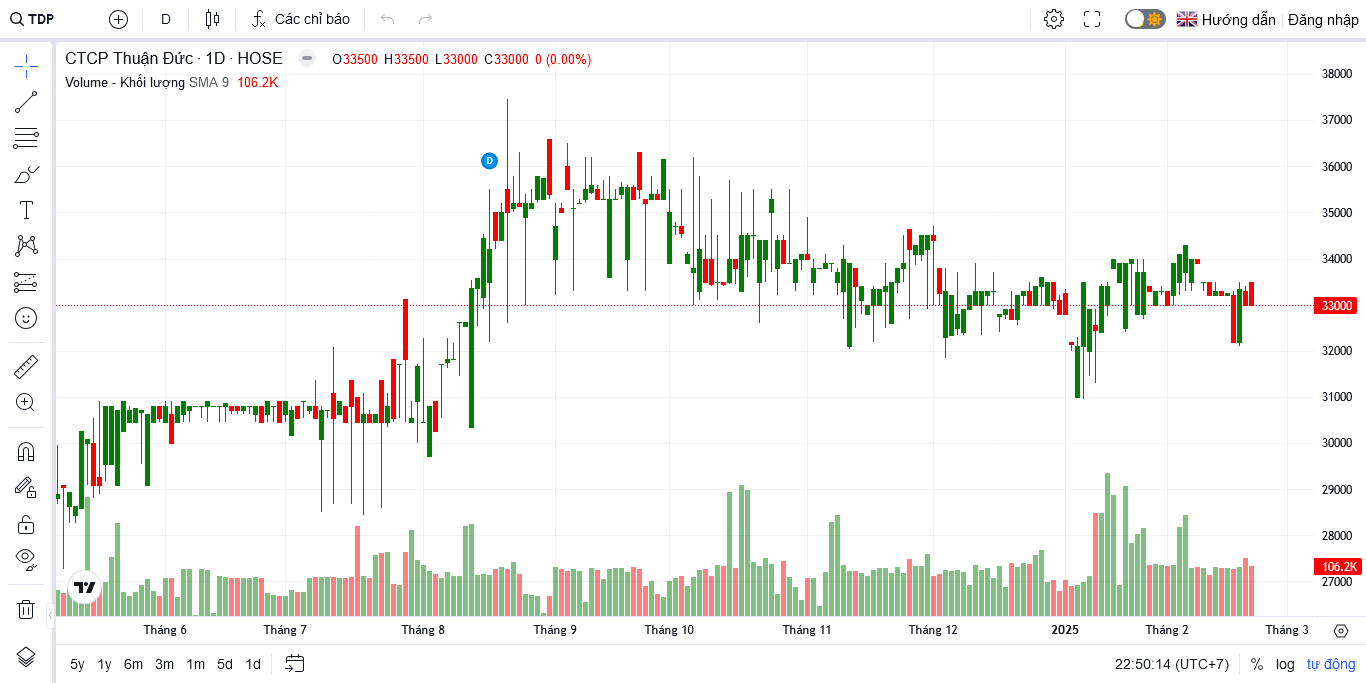 TDP D Các chỉ báo Hướng dẫn Đăng nhập
CTCP Thuận Đức · 1D · HOSE O33500 H33500 L33000 C33000 0 (0.00%)
Volume - Khối lượng SMA 9 106.2K
38000
37000
36000
D
35000
34000
33000
32000
31000
30000
29000
28000
106.2K
27000
Tháng 6 Tháng 7 Tháng 8 Tháng 9 Tháng 10 Tháng 11 Tháng 12 2025 Tháng 2 Tháng 3
5y 1y 6m 3m 1m 5d 1d 22:50:14 (UTC+7) % log tự động